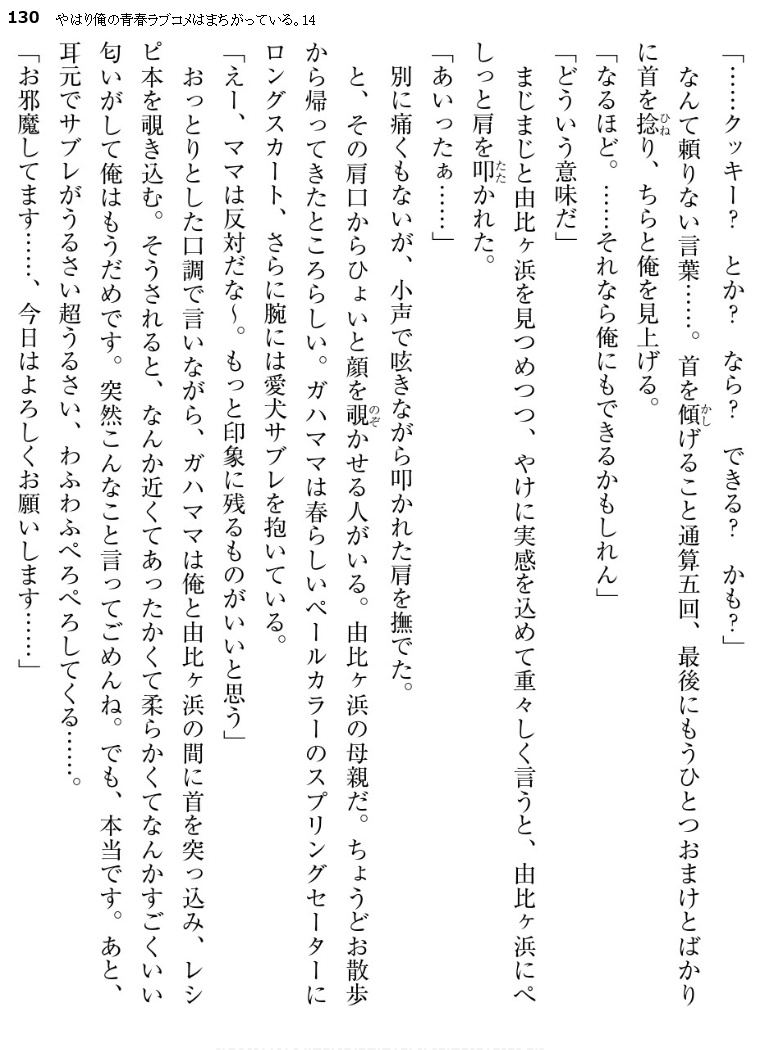 130 やはり俺の青春ラブコメはまちがっている。14
「……クッキー？　とか？　なら？　できる？　かも？」
　なんて頼りない言葉……。首を傾げること通算五回、最後にもうひとつおまけとばかり
に首を捻り、ちらと俺を見上げる。
「なるほど。……それなら俺にもできるかもしれん」
「どういう意味だ」
　まじまじと由比ヶ浜を見つめつつ、やけに実感を込めて重々しく言うと、由比ヶ浜にぺ
しっと肩を叩かれた。
「あいったぁ……」
　別に痛くもないが、小声で呟きながら叩かれた肩を撫でた。
　と、その肩口からひょいと顔を覗かせる人がいる。由比ヶ浜の母親だ。ちょうどお散歩
から帰ってきたところらしい。ガハママは春らしいペールカラーのスプリングセーターに
ロングスカート、さらに腕には愛犬サブレを抱いている。
「えー、ママは反対だな～。もっと印象に残るものがいいと思う」
　おっとりとした口調で言いながら、ガハママは俺と由比ヶ浜の間に首を突っ込み、レシ
ピ本を覗き込む。そうされると、なんか近くてあったかくて柔らかくてなんかすごくいい
匂いがして俺はもうだめです。突然こんなこと言ってごめんね。でも、本当です。あと、
耳元でサブレがうるさい超うるさい、わふわふぺろぺろしてくる……。
「お邪魔してます……、今日はよろしくお願いします……」